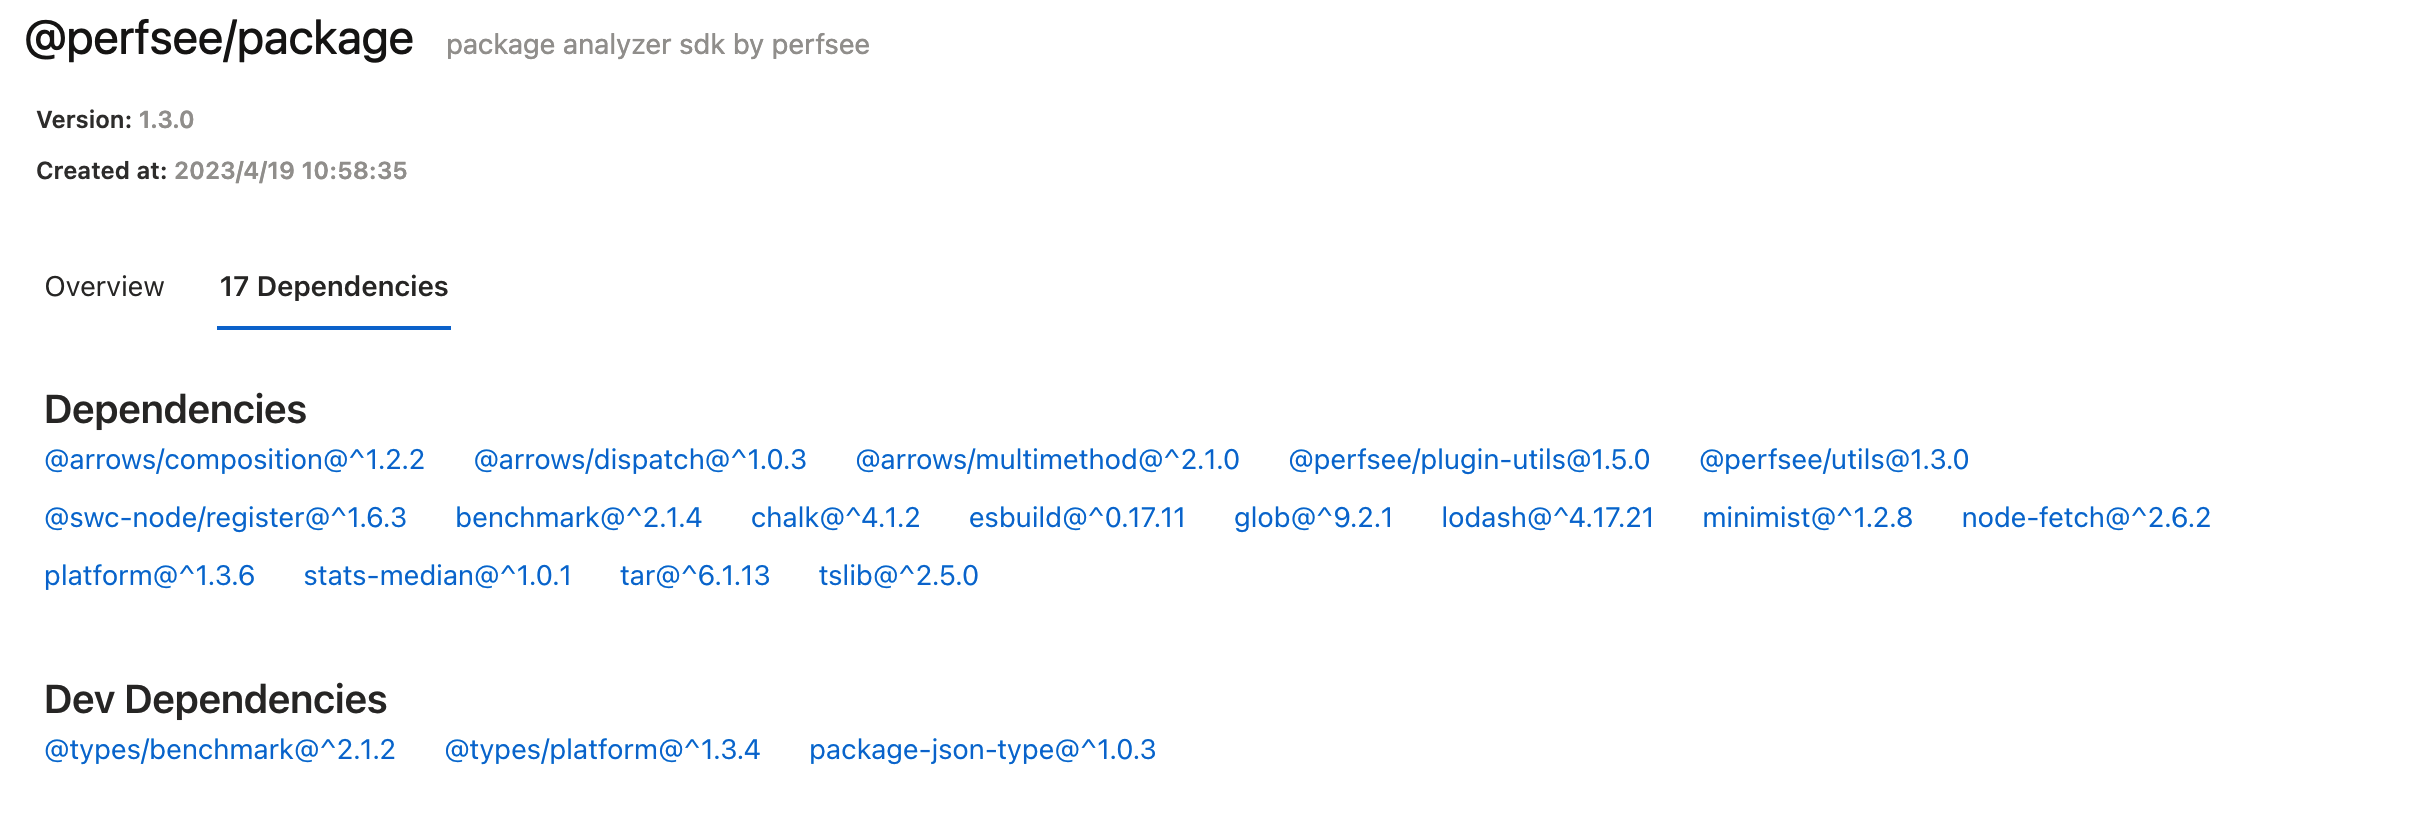 @perfsee/package package analyzer sdk by perfsee
Version: 1.3.0
Created at: 2023/4/19 10:58:35
Overview 17 Dependencies
Dependencies
@arrows/composition@^1.2.2 @arrows/dispatch@^1.0.3 @arrows/multimethod@^2.1.0 @perfsee/plugin-utils@1.5.0 @perfsee/utils@1.3.0
@swc-node/register@^1.6.3 benchmark@^2.1.4 chalk@^4.1.2 esbuild@^0.17.11 glob@^9.2.1 lodash@^4.17.21 minimist@^1.2.8 node-fetch@^2.6.2
platform@^1.3.6 stats-median@^1.0.1 tar@^6.1.13 tslib@^2.5.0
Dev Dependencies
@types/benchmark@^2.1.2 @types/platform@^1.3.4 package-json-type@^1.0.3